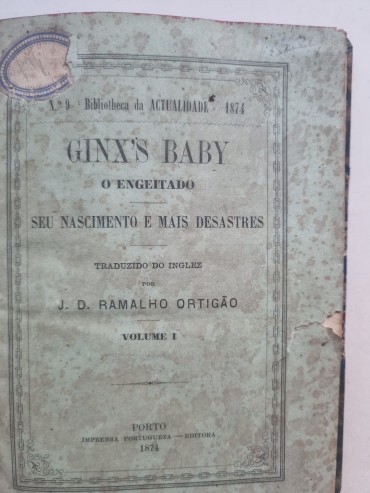 N.º 9 Bibliotheca da ACTUALIDADE 1874
GINX'S BABY
O ENGEITADO
SEU NASCIMENTO E MAIS DESASTRES
TRADUZIDO DO INGLEZ
POR
J. D. RAMALHO ORTIGÃO
VOLUME I
PORTO
IMPRENSA PORTUGUEZA — EDITORA
1874